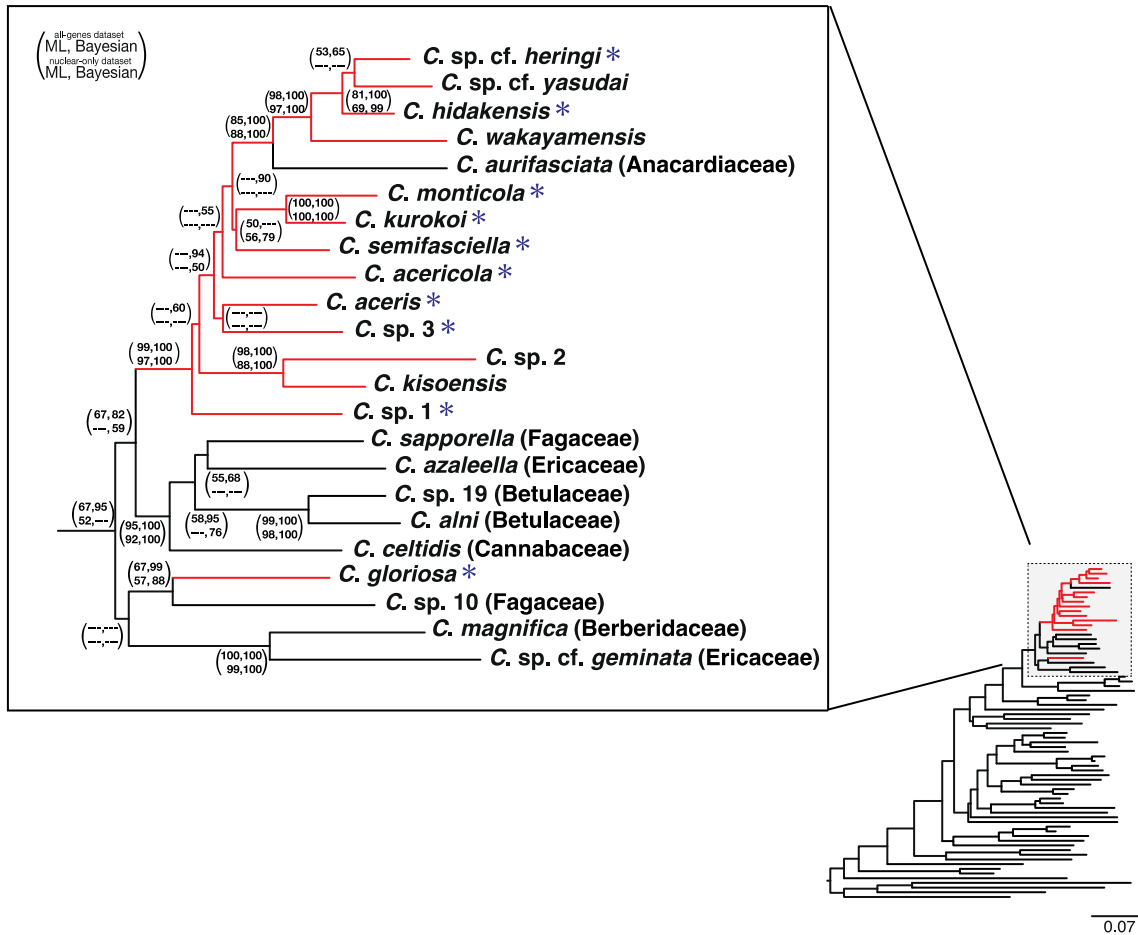 all-genes dataset
ML, Bayesian
nuclear-only dataset
ML, Bayesian
53,65
---,---
C. sp. cf. heringi *
C. sp. cf. yasudai
98,100
97,100
81,100
69, 99
C. hidakensis *
85,100
88,100
C. wakayamensis
C. aurifasciata (Anacardiaceae)
---,90
---,---
C. monticola *
100,100
100,100
---,55
---,---
C. kurokoi *
50,---
56,79
C. semifasciella *
---,94
---,50
C. acericola *
---,60
---,---
C. aceris *
---,---
---,---
C. sp. 3 *
99,100
97,100
98,100
88,100
C. sp. 2
C. kisoensis
C. sp. 1 *
67, 82
---, 59
C. sapporella (Fagaceae)
C. azaleella (Ericaceae)
55,68
---,---
C. sp. 19 (Betulaceae)
67,95
52,---
95,100
92,100
58,95
---, 76
99,100
98,100
C. alni (Betulaceae)
C. celtidis (Cannabaceae)
67,99
57, 88
C. gloriosa *
C. sp. 10 (Fagaceae)
---,---
---,---
C. magnifica (Berberidaceae)
100,100
99,100
C. sp. cf. geminata (Ericaceae)
0.07